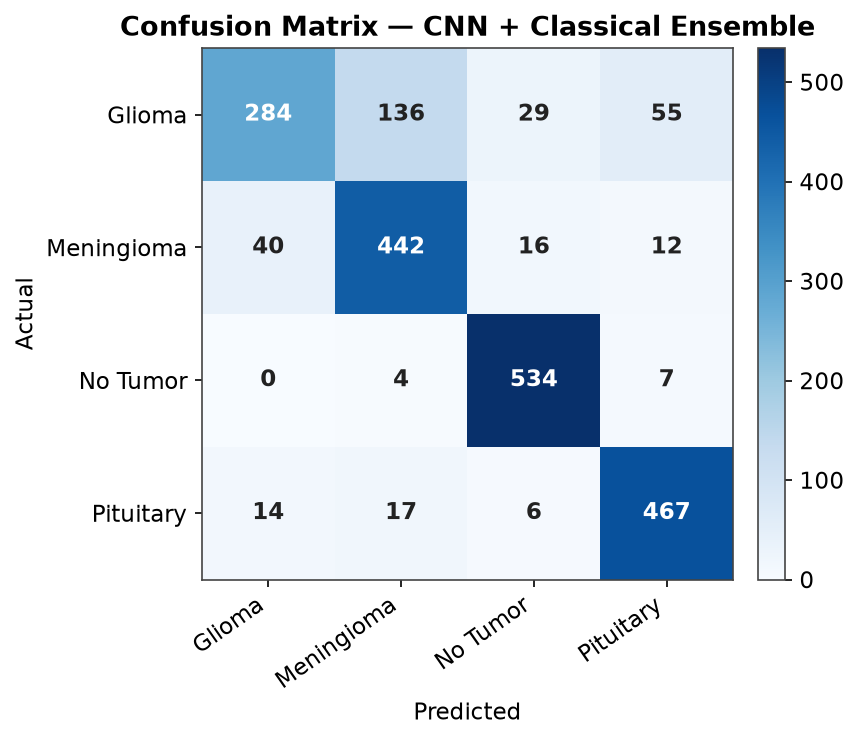 Confusion Matrix — CNN + Classical Ensemble
Glioma 284 136 29 55
Meningioma 40 442 16 12
No Tumor 0 4 534 7
Pituitary 14 17 6 467
Actual
Glioma Meningioma No Tumor Pituitary
Predicted
500
400
300
200
100
0